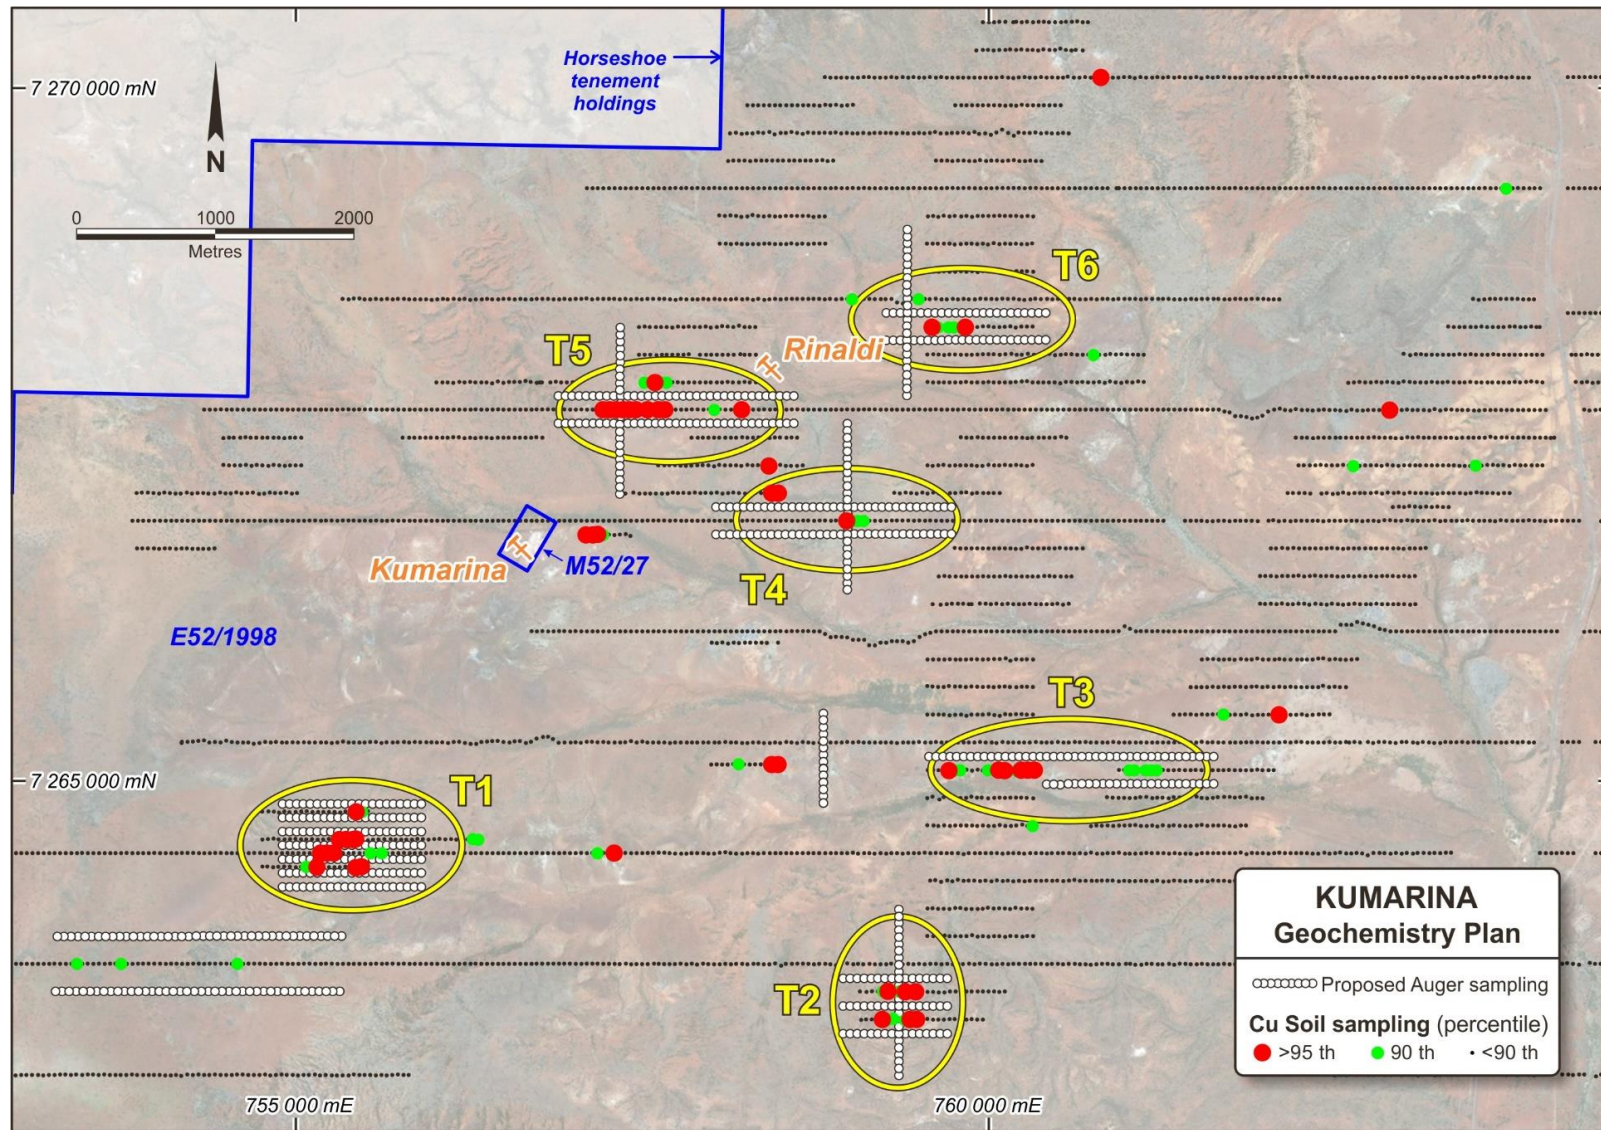 Horseshoe
tenement
holdings
7 270 000 mN
N
0 1000 2000
Metres
T6
T5
Rinaldi
Kumarina
M52/27
T4
E52/1998
T3
7 265 000 mN
T1
T2
KUMARINA
Geochemistry Plan
Proposed Auger sampling
Cu Soil sampling (percentile)
>95 th 90 th <90 th
755 000 mE 760 000 mE